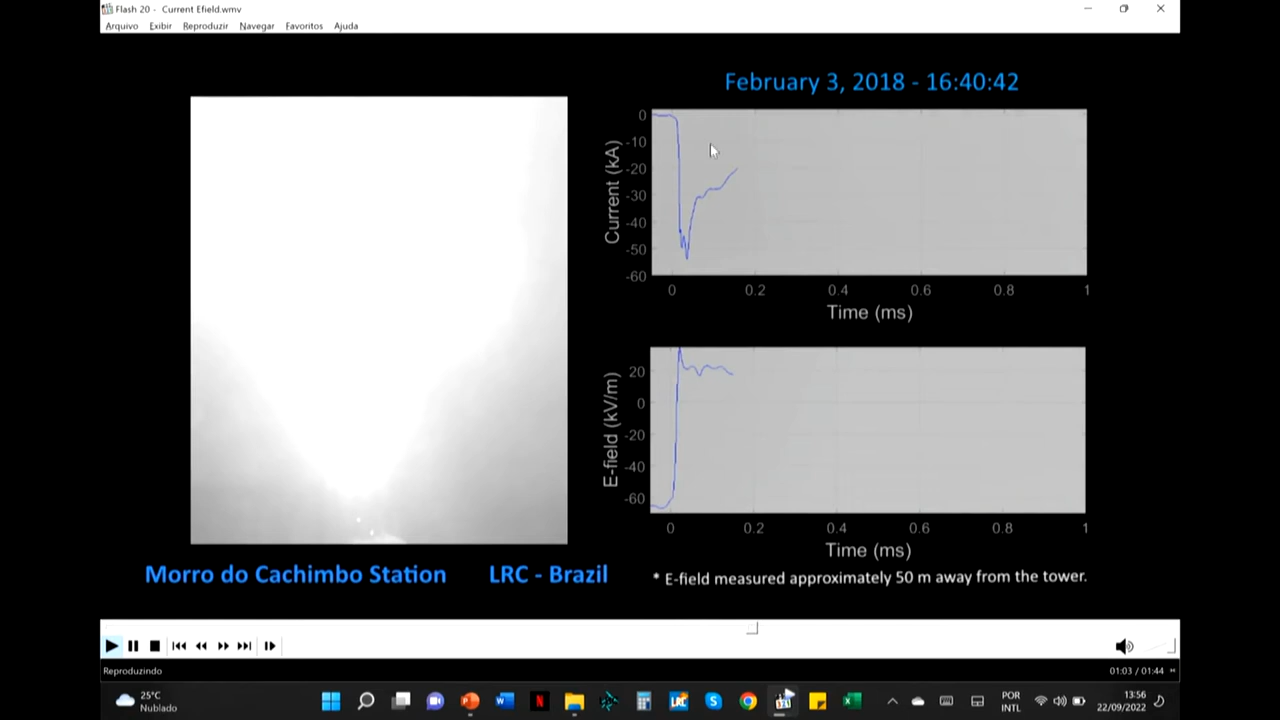 Flash 20 - Current Efield.wmv
Arquivo Exibir Reproduzir Navegar Favoritos Ajuda
February 3, 2018 - 16:40:42
Current (kA)
0
-10
-20
-30
-40
-50
-60
0 0.2 0.4 0.6 0.8 1
Time (ms)
E-field (kV/m)
20
0
-20
-40
-60
0 0.2 0.4 0.6 0.8 1
Time (ms)
Morro do Cachimbo Station LRC - Brazil
* E-field measured approximately 50 m away from the tower.
Reproduzindo
01:03 / 01:44
25°C
Nublado
LRC
POR
INTL
13:56
22/09/2022